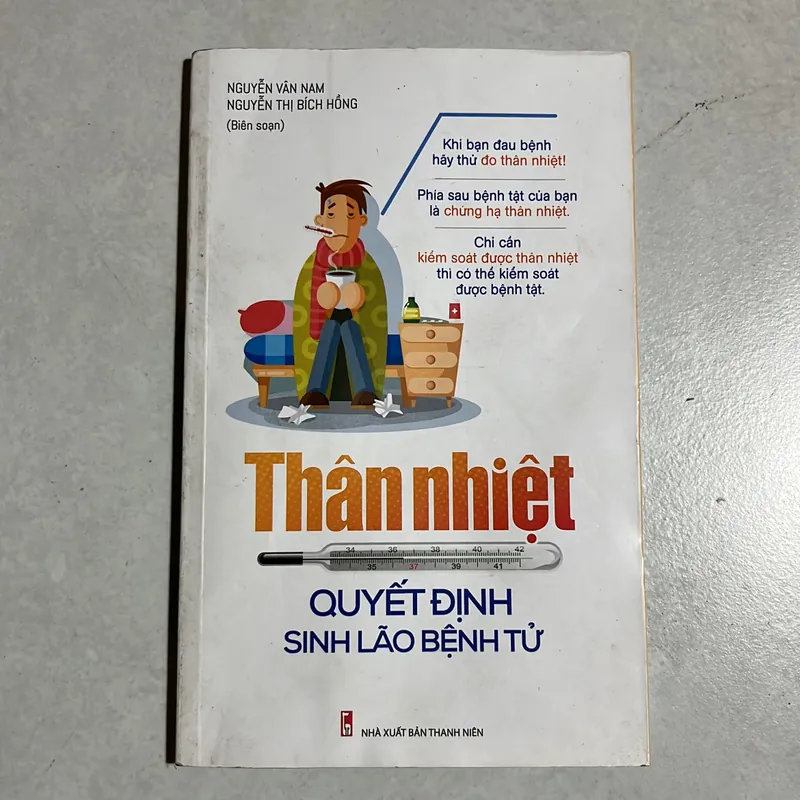 NGUYỄN VÂN NAM
NGUYỄN THỊ BÍCH HỒNG
(Biên soạn)
Khi bạn đau bệnh
hãy thử đo thân nhiệt!
Phía sau bệnh tật của bạn
là chứng hạ thân nhiệt.
Chỉ cần
kiểm soát được thân nhiệt
thì có thể kiểm soát
được bệnh tật.
Thân nhiệt
34 36 38 40 42
35 37 39 41
QUYẾT ĐỊNH
SINH LÃO BỆNH TỬ
NHÀ XUẤT BẢN THANH NIÊN